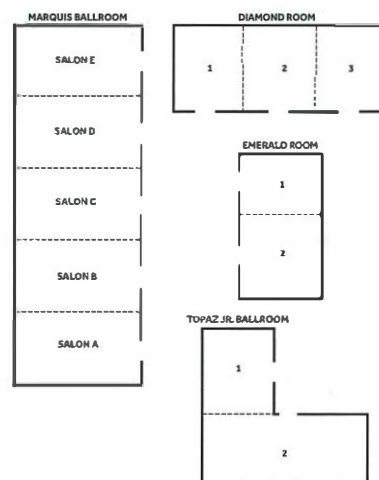 MARQUIS BALLROOM
SALON E
SALON D
SALON C
SALON B
SALON A
DIAMOND ROOM
1 2 3
EMERALD ROOM
1
2
TOPAZ JR. BALLROOM
1
2